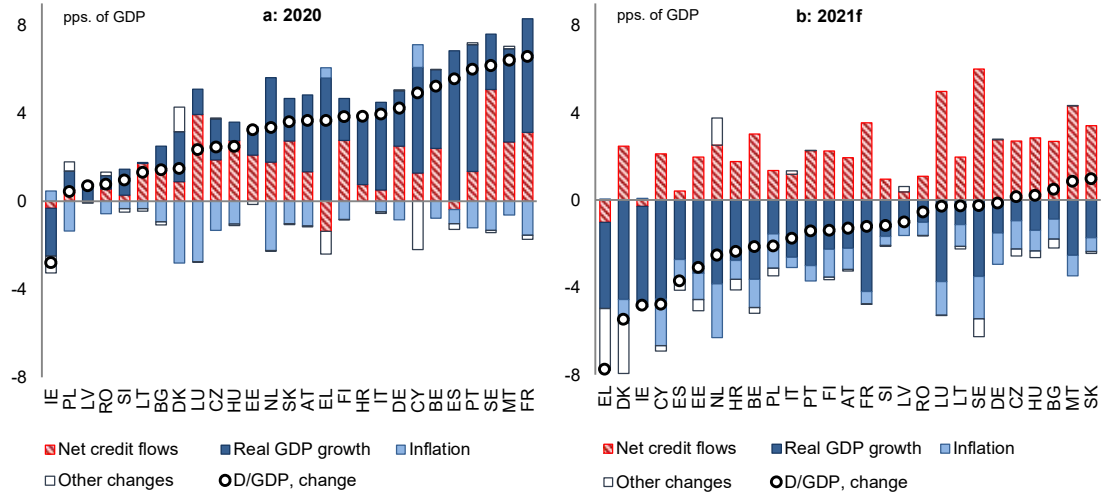 pps. of GDP
a: 2020
8
4
0
-4
-8
IE PL LV RO SI LT BG DK LU CZ HU EE NL SK AT EL FI HR IT DE CY BE ES PT SE MT FR
Net credit flows Real GDP growth Inflation
Other changes D/GDP, change
pps. of GDP
b: 2021f
8
4
0
-4
-8
EL DK IE CY ES EE NL HR BE PL IT PT FI AT FR SI LV RO LU LT SE DE CZ HU BG MT SK
Net credit flows Real GDP growth Inflation
Other changes D/GDP, change